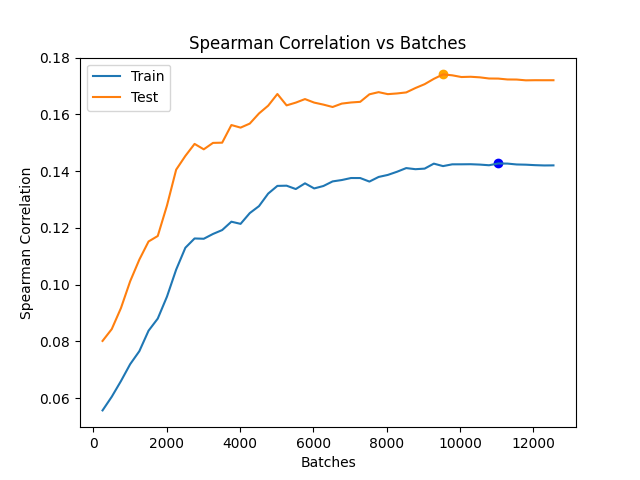 Spearman Correlation vs Batches
Train
Test
0.18
0.16
0.14
0.12
0.10
0.08
0.06
Spearman Correlation
0 2000 4000 6000 8000 10000 12000
Batches